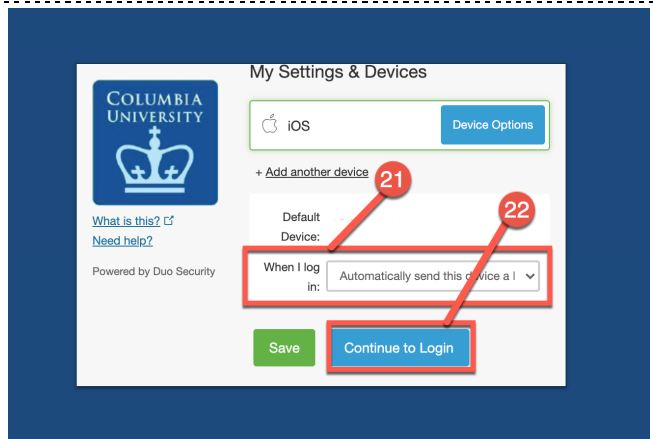 My Settings & Devices
COLUMBIA
UNIVERSITY
iOS
Device Options
+ Add another device
21
What is this?
Need help?
Powered by Duo Security
Default
Device:
22
When I log
in:
Automatically send this device a
Save
Continue to Login